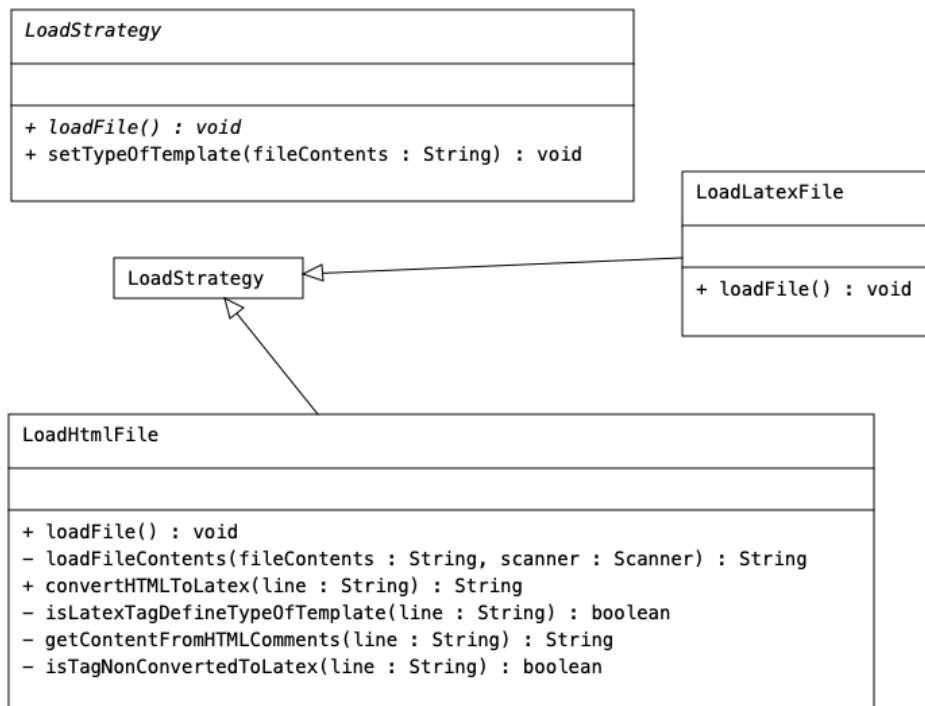 LoadStrategy
+ loadFile() : void
+ setTypeOfTemplate(fileContents : String) : void
LoadLatexFile
+ loadFile() : void
LoadStrategy
LoadHtmlFile
+ loadFile() : void
− loadFileContents(fileContents : String, scanner : Scanner) : String
+ convertHTMLToLatex(line : String) : String
− isLatexTagDefineTypeOfTemplate(line : String) : boolean
− getContentFromHTMLComments(line : String) : String
− isTagNonConvertedToLatex(line : String) : boolean